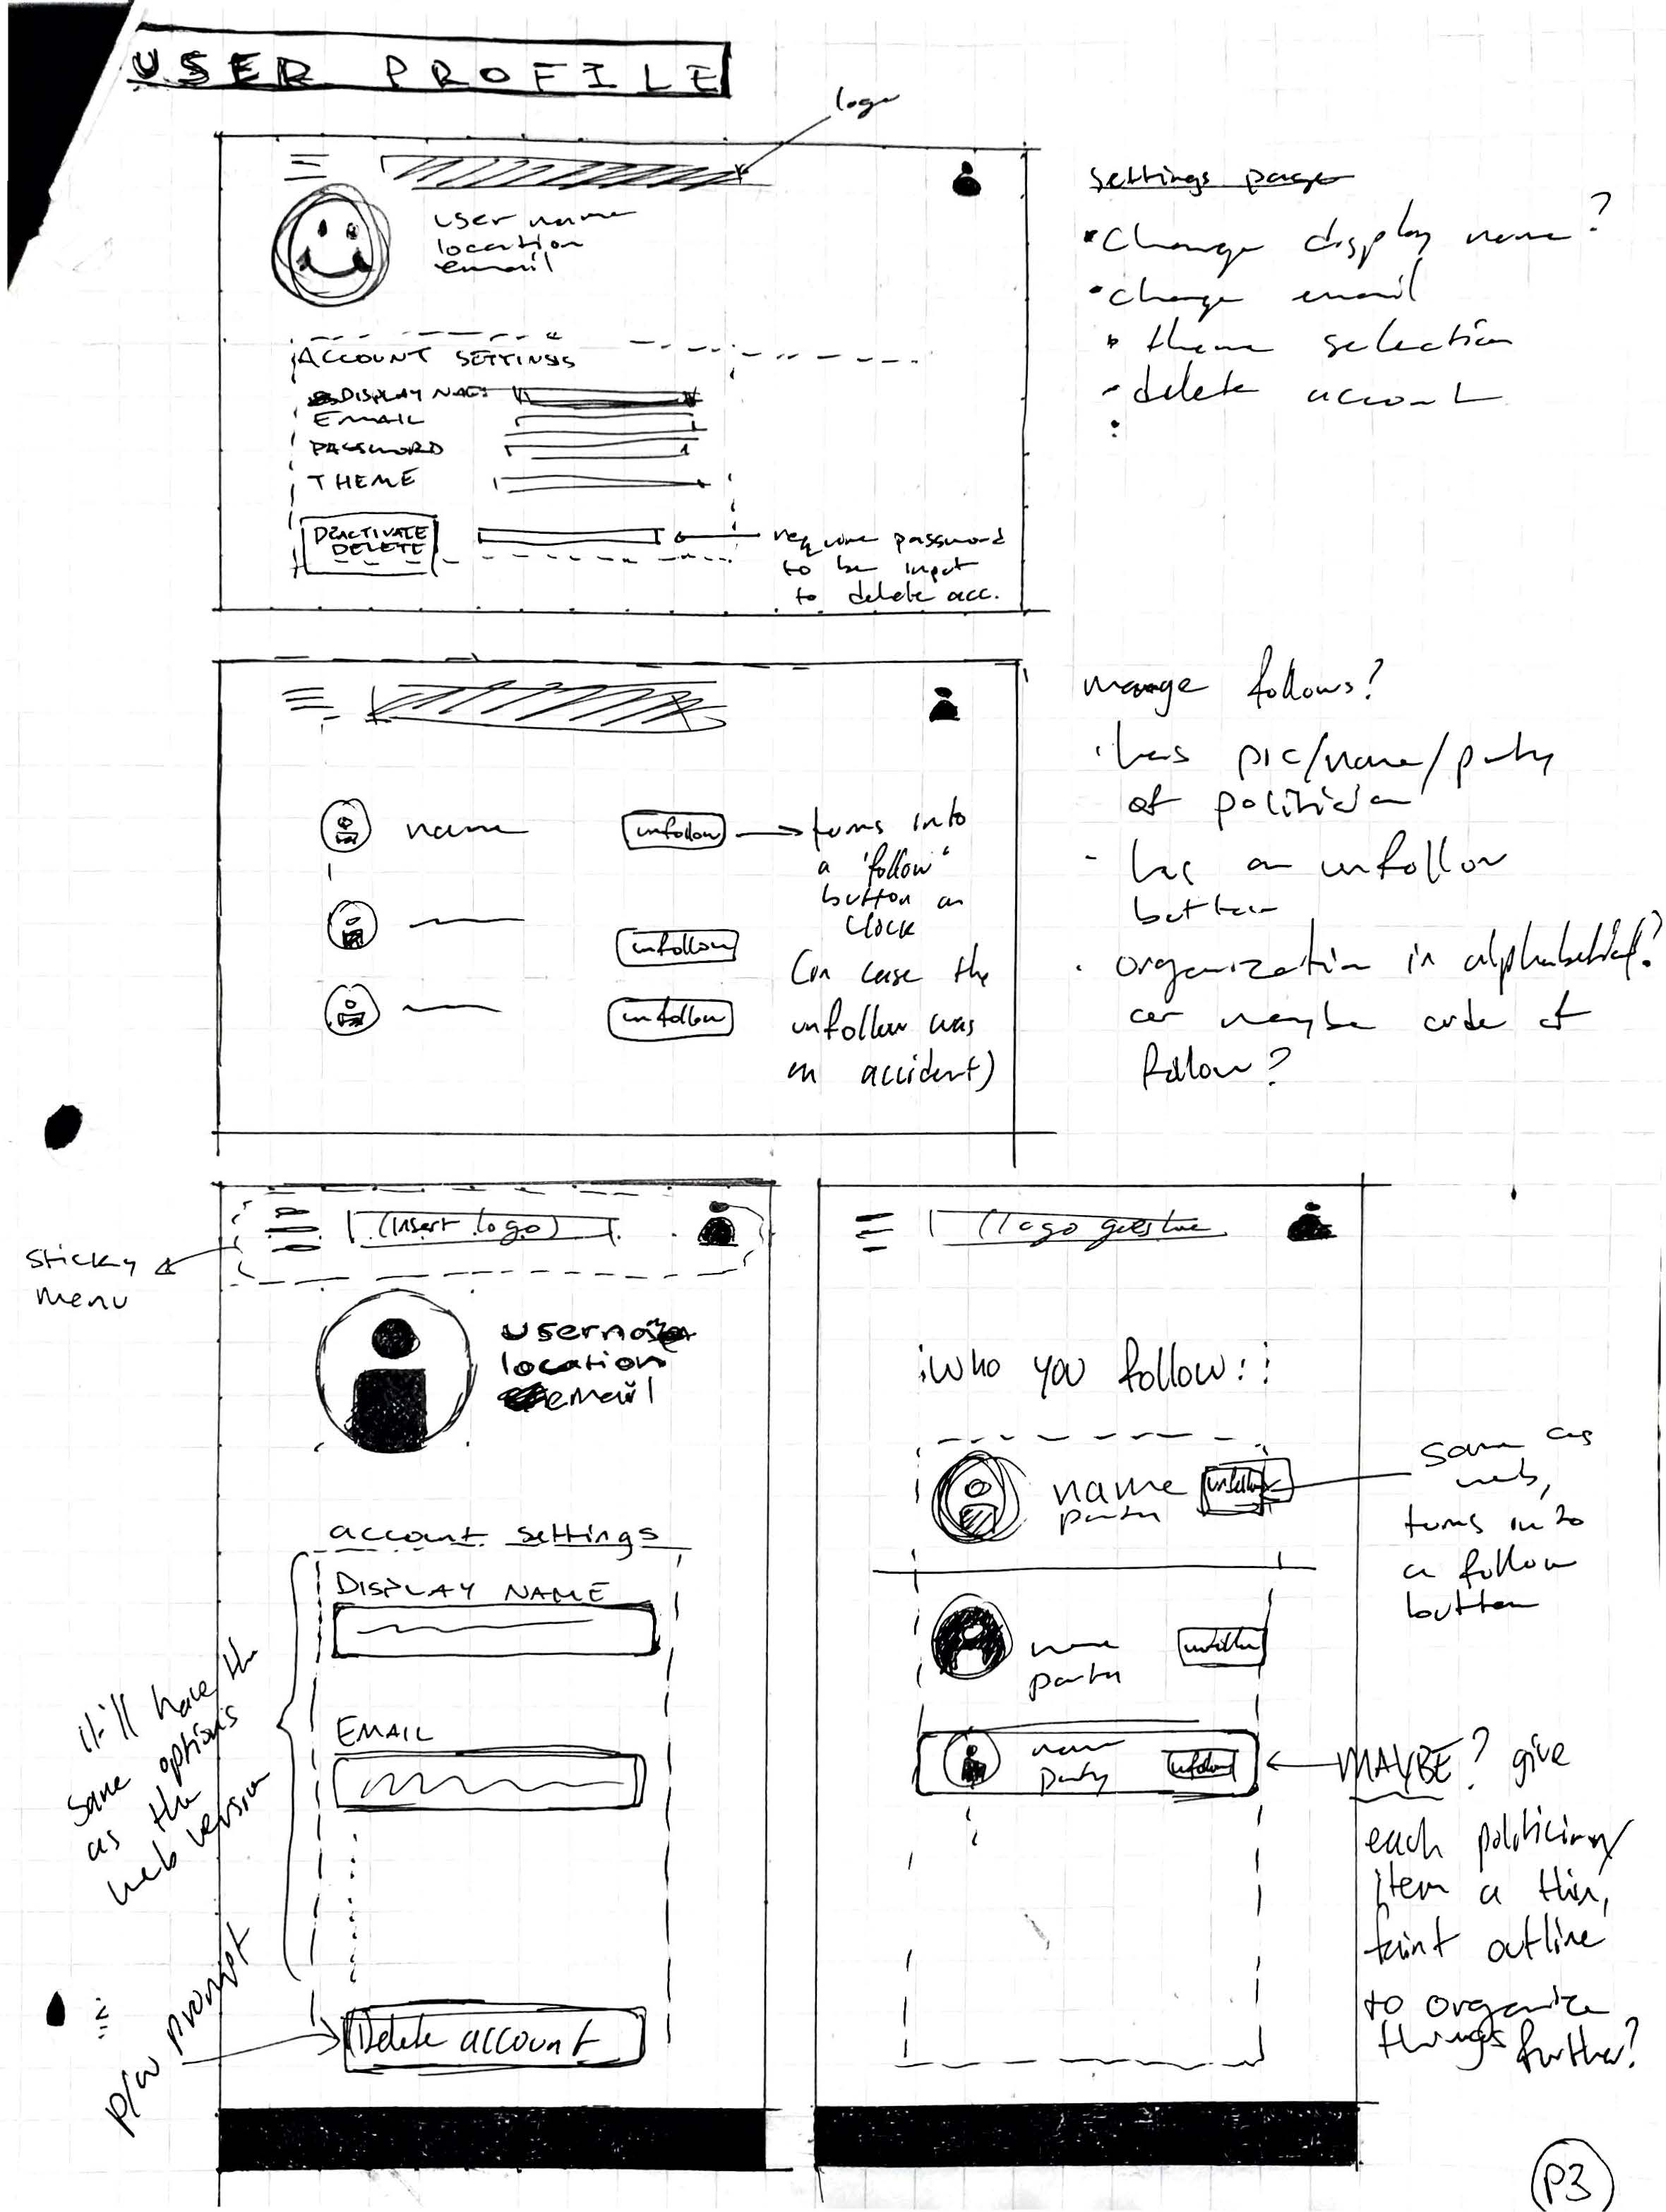 USER PROFILE
logo
user name
location
email
ACCOUNT SETTINGS
DISPLAY NAME
EMAIL
PASSWORD
THEME
DEACTIVATE
DELETE
require password
to be input
to delete acc.
settings page
• change display name?
• change email
• theme selection
- delete account
•
name
unfollow
turns into
a "follow"
button on
click
(in case the
unfollow was
an accident)
unfollow
unfollow
manage follows?
• has pic/name/party
of politician
- has an unfollow
button
• organization in alphabetical?
or maybe order of
follow?
sticky
menu
(insert logo)
username
location
email
account settings
DISPLAY NAME
EMAIL
it'll have the
same options
as the
web version
Delete account
p/w prompt
(logo goes here
Who you follow:
name
party
unfollow
same as
web,
turns into
a follow
button
name
party
unfollow
name
party
unfollow
MAYBE? give
each politician/
item a thin,
faint outline
to organize
things further?
P3